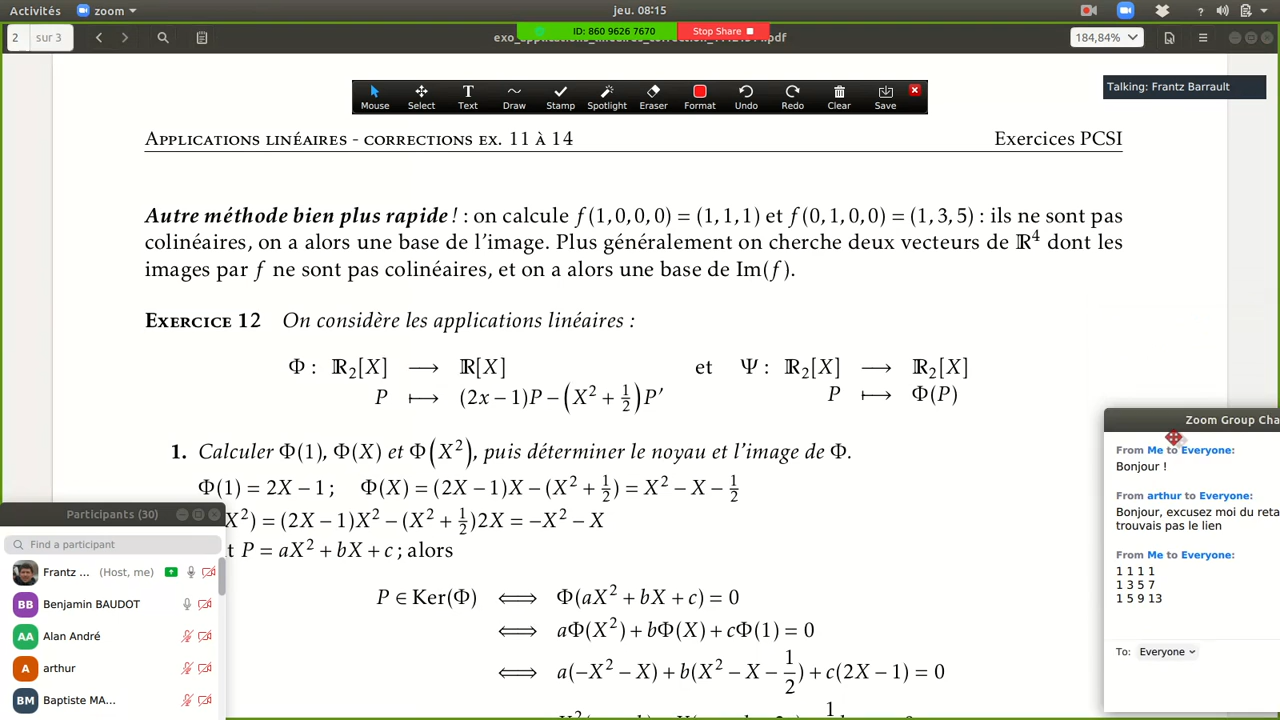 Activités zoom jeu. 08:15
2 sur 3 ID: 860 9626 7670 Stop Share 184,84%
Talking: Frantz Barrault
Mouse Select Text Draw Stamp Spotlight Eraser Format Undo Redo Clear Save
Applications linéaires - corrections ex. 11 à 14 Exercices PCSI
Autre méthode bien plus rapide ! : on calcule f(1,0,0,0) = (1,1,1) et f(0,1,0,0) = (1,3,5) : ils ne sont pas
colinéaires, on a alors une base de l'image. Plus généralement on cherche deux vecteurs de ℝ⁴ dont les
images par f ne sont pas colinéaires, et on a alors une base de Im(f).
Exercice 12 On considère les applications linéaires :
Φ : ℝ₂[X] ⟶ ℝ[X] et Ψ : ℝ₂[X] ⟶ ℝ₂[X]
P ⟼ (2x − 1)P − (X² + 1/2)P′ P ⟼ Φ(P)
1. Calculer Φ(1), Φ(X) et Φ(X²), puis déterminer le noyau et l'image de Φ.
Φ(1) = 2X − 1 ; Φ(X) = (2X − 1)X − (X² + 1/2) = X² − X − 1/2
X²) = (2X − 1)X² − (X² + 1/2)2X = −X² − X
t P = aX² + bX + c ; alors
P ∈ Ker(Φ) ⟺ Φ(aX² + bX + c) = 0
⟺ aΦ(X²) + bΦ(X) + cΦ(1) = 0
⟺ a(−X² − X) + b(X² − X − 1/2) + c(2X − 1) = 0
Participants (30)
Find a participant
Frantz ... (Host, me)
BB Benjamin BAUDOT
AA Alan André
A arthur
BM Baptiste MA...
Zoom Group Cha
From Me to Everyone:
Bonjour !
From arthur to Everyone:
Bonjour, excusez moi du reta
trouvais pas le lien
From Me to Everyone:
1 1 1 1
1 3 5 7
1 5 9 13
To: Everyone